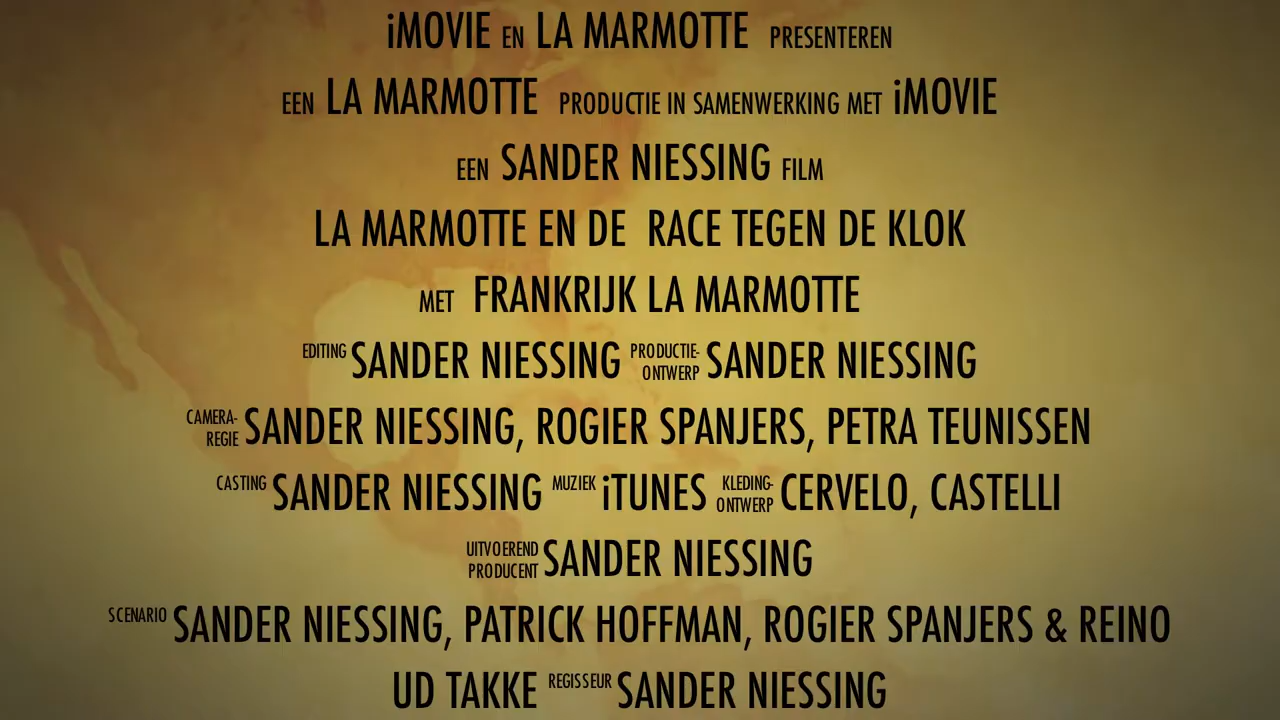 iMOVIE EN LA MARMOTTE PRESENTEREN
EEN LA MARMOTTE PRODUCTIE IN SAMENWERKING MET iMOVIE
EEN SANDER NIESSING FILM
LA MARMOTTE EN DE RACE TEGEN DE KLOK
MET FRANKRIJK LA MARMOTTE
EDITING SANDER NIESSING PRODUCTIE-ONTWERP SANDER NIESSING
CAMERA-REGIE SANDER NIESSING, ROGIER SPANJERS, PETRA TEUNISSEN
CASTING SANDER NIESSING MUZIEK iTUNES KLEDING-ONTWERP CERVELO, CASTELLI
UITVOEREND PRODUCENT SANDER NIESSING
SCENARIO SANDER NIESSING, PATRICK HOFFMAN, ROGIER SPANJERS & REINO
UD TAKKE REGISSEUR SANDER NIESSING